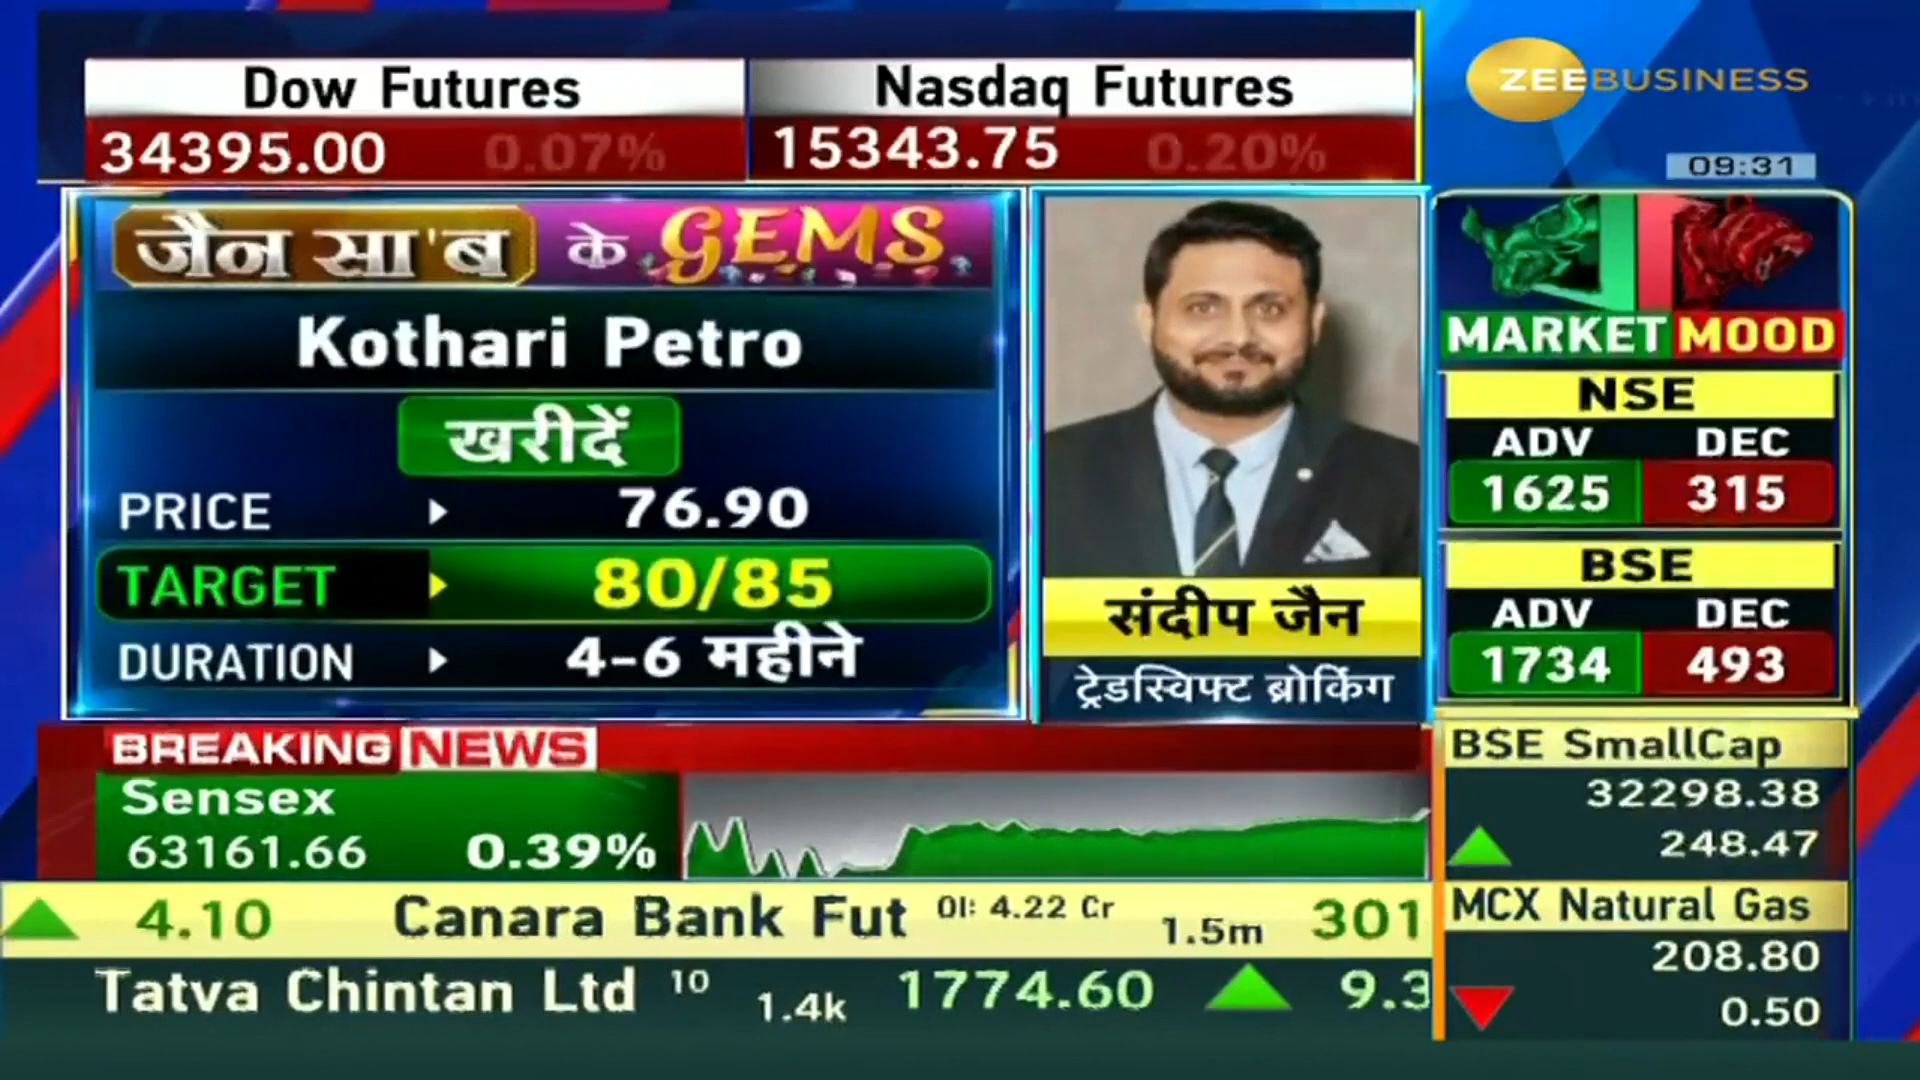 Dow Futures
34395.00 0.07%
Nasdaq Futures
15343.75 0.20%
ZEEBUSINESS
09:31
जैन सा'ब के GEMS
Kothari Petro
खरीदें
PRICE 76.90
TARGET 80/85
DURATION 4-6 महीने
संदीप जैन
ट्रेडस्विफ्ट ब्रोकिंग
MARKET MOOD
NSE
ADV DEC
1625 315
BSE
ADV DEC
1734 493
BREAKING NEWS
Sensex
63161.66 0.39%
BSE SmallCap
32298.38
248.47
MCX Natural Gas
208.80
0.50
4.10 Canara Bank Fut OI: 4.22 Cr 1.5m 301
Tatva Chintan Ltd 10 1.4k 1774.60 9.3